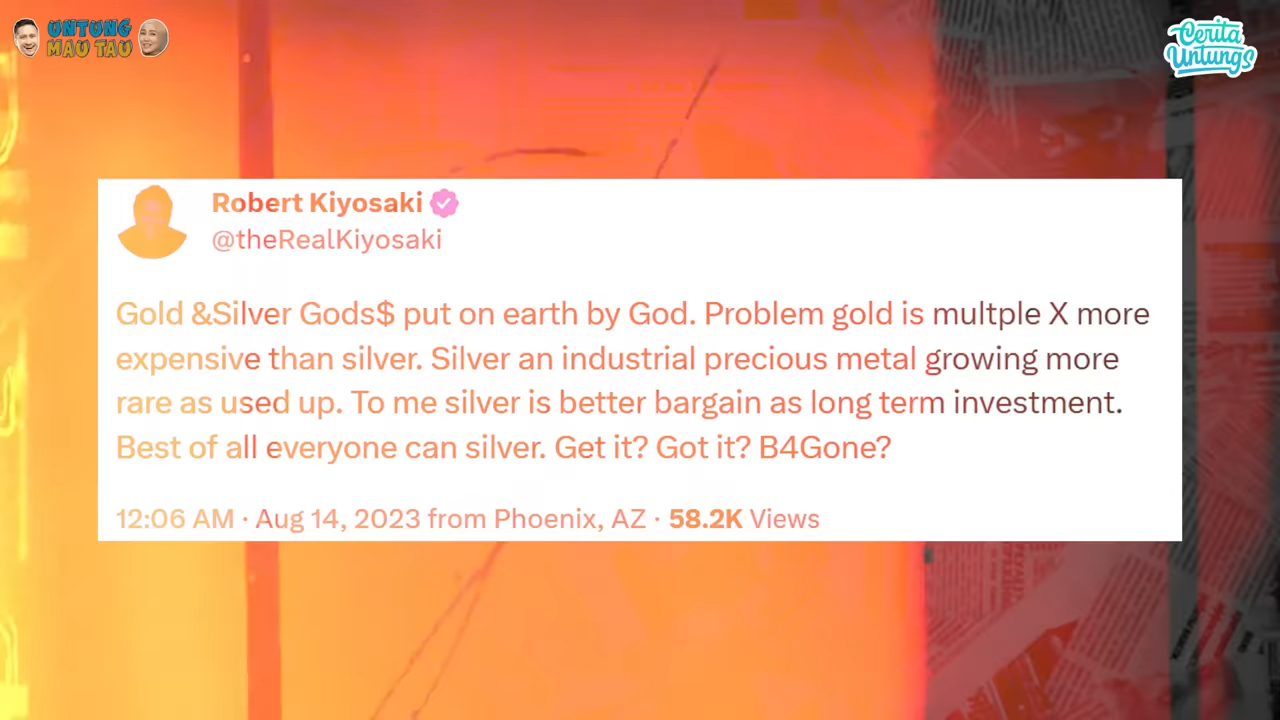 UNTUNG
MAU TAU
Cerita
Untungs
Robert Kiyosaki
@theRealKiyosaki
Gold &Silver Gods$ put on earth by God. Problem gold is multple X more
expensive than silver. Silver an industrial precious metal growing more
rare as used up. To me silver is better bargain as long term investment.
Best of all everyone can silver. Get it? Got it? B4Gone?
12:06 AM · Aug 14, 2023 from Phoenix, AZ · 58.2K Views